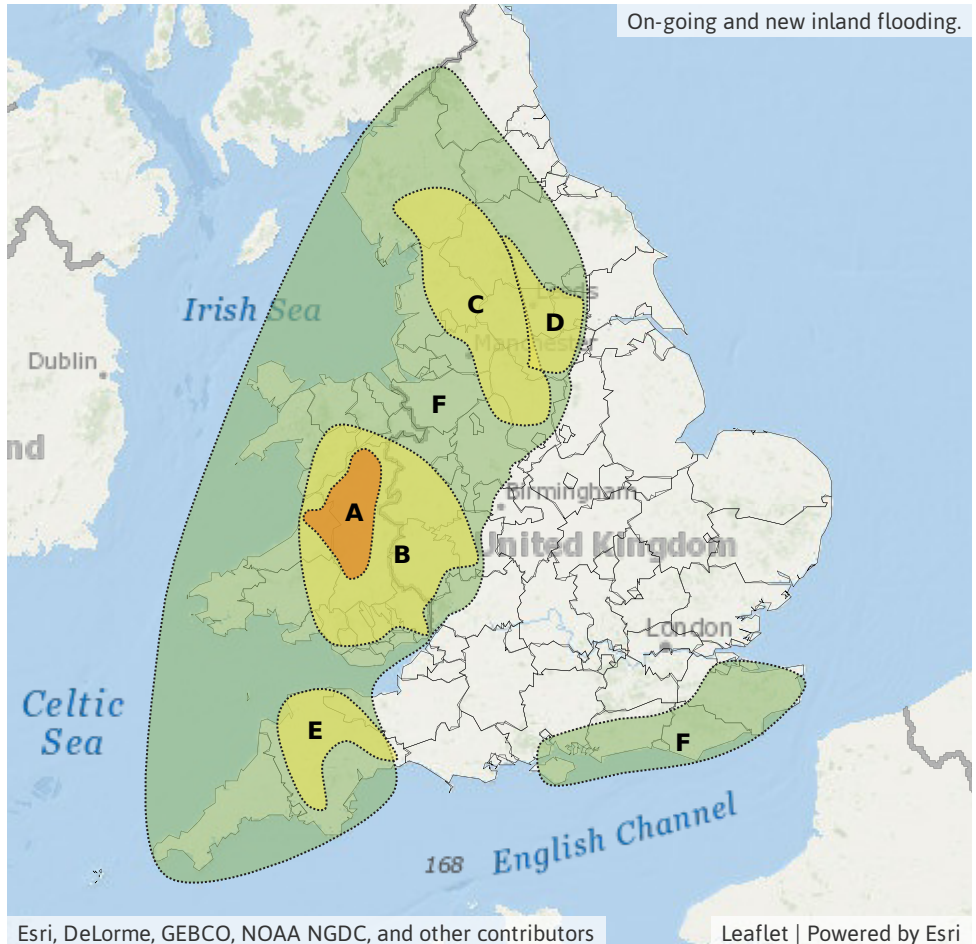 On-going and new inland flooding.
C
Irish Sea
D
Manchester
Dublin
F
nd
A
Birmingham
B
United Kingdom
London
Celtic
Sea
E
F
168
English Channel
Esri, DeLorme, GEBCO, NOAA NGDC, and other contributors
Leaflet | Powered by Esri